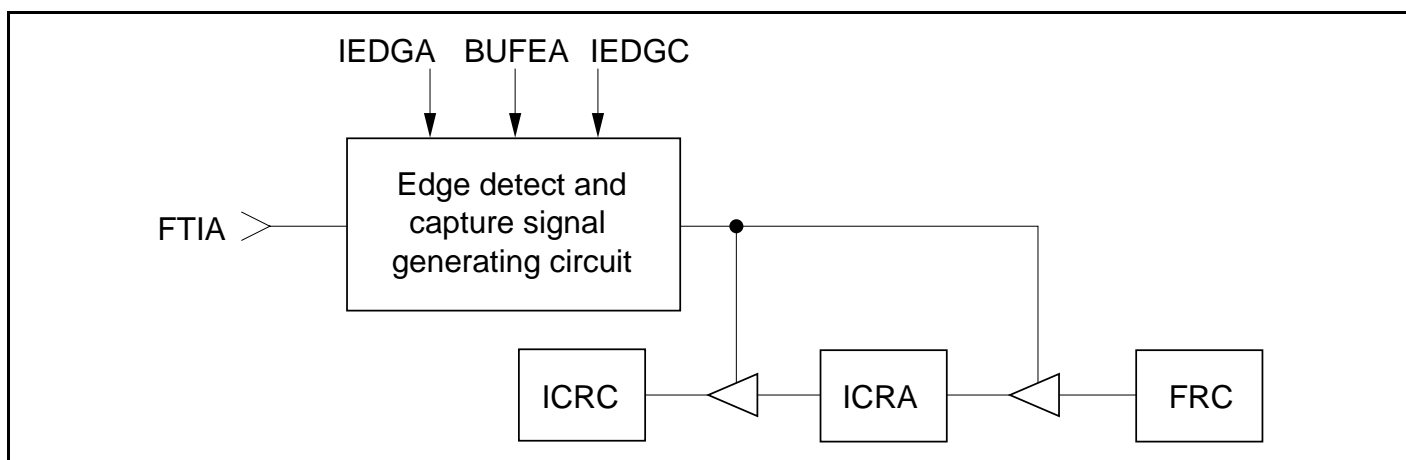 IEDGA BUFEA IEDGC
FTIA
Edge detect and
capture signal
generating circuit
ICRC ICRA FRC